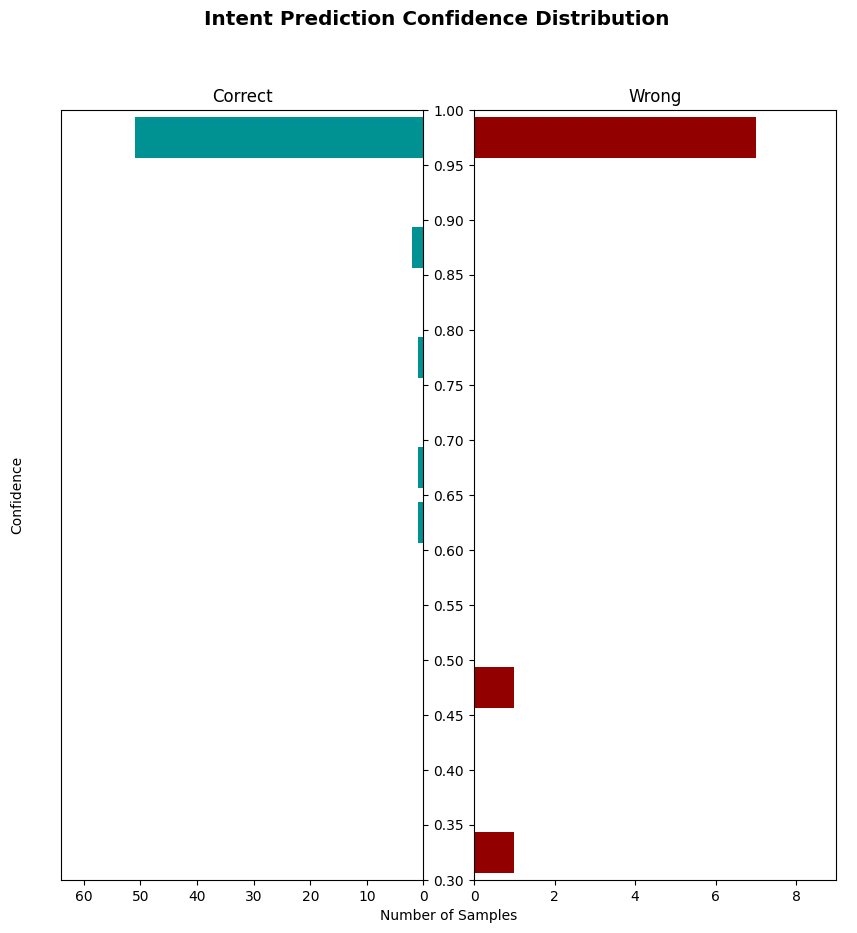 Intent Prediction Confidence Distribution
Correct
Wrong
1.00
0.95
0.90
0.85
0.80
0.75
0.70
0.65
0.60
0.55
0.50
0.45
0.40
0.35
0.30
Confidence
60 50 40 30 20 10 0
0 2 4 6 8
Number of Samples